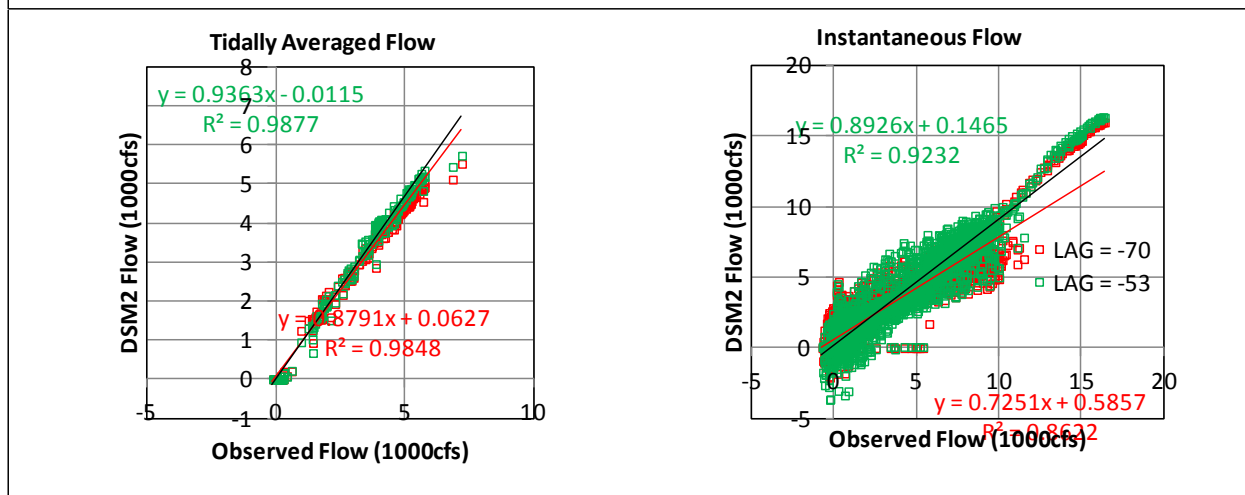 Tidally Averaged Flow
8
7
6
5
4
3
2
1
0
-1
y = 0.9363x - 0.0115
R² = 0.9877
y = 0.8791x + 0.0627
R² = 0.9848
-5
0
5
10
DSM2 Flow (1000cfs)
Observed Flow (1000cfs)
Instantaneous Flow
20
15
10
5
0
-5
y = 0.8926x + 0.1465
R² = 0.9232
LAG = -70
LAG = -53
-5
0
5
10
15
20
y = 0.7251x + 0.5857
R² = 0.8622
DSM2 Flow (1000cfs)
Observed Flow (1000cfs)